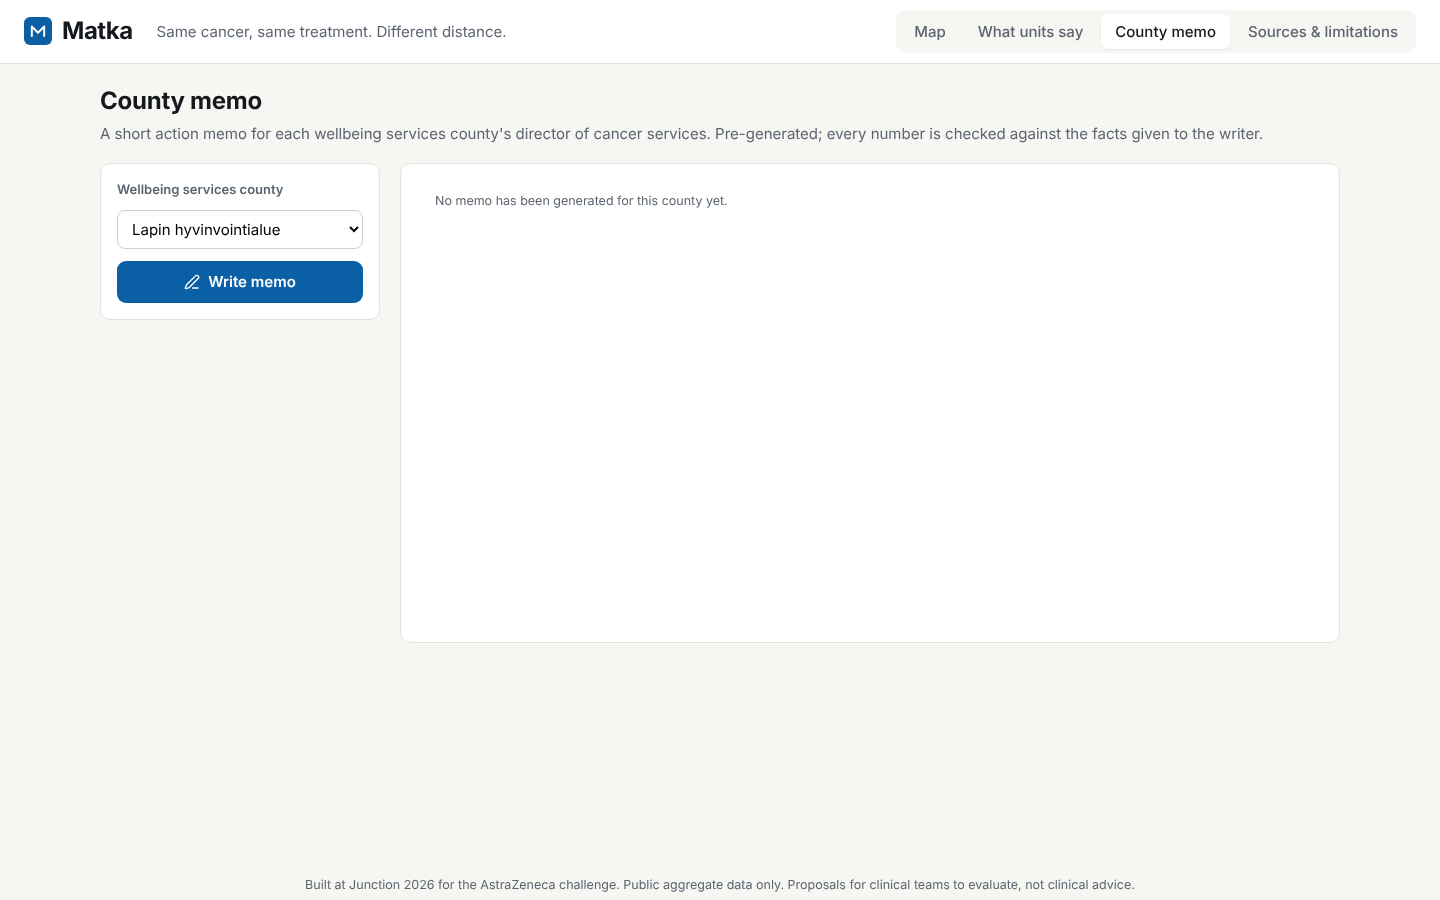 Matka
Same cancer, same treatment. Different distance.
Map
What units say
County memo
Sources & limitations
County memo
A short action memo for each wellbeing services county's director of cancer services. Pre-generated; every number is checked against the facts given to the writer.
Wellbeing services county
Lapin hyvinvointialue
Write memo
No memo has been generated for this county yet.
Built at Junction 2026 for the AstraZeneca challenge. Public aggregate data only. Proposals for clinical teams to evaluate, not clinical advice.